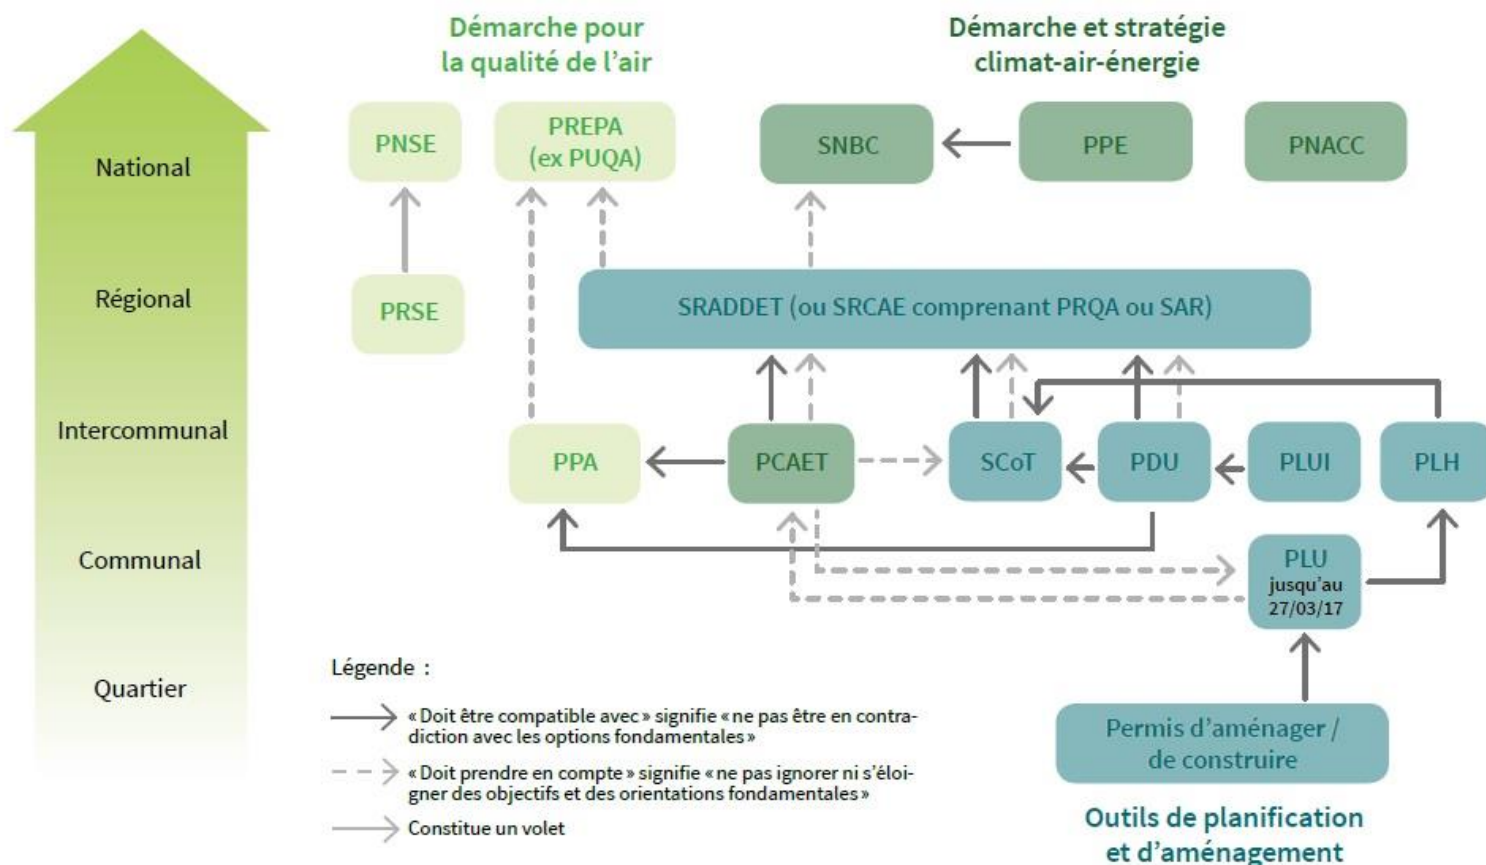 Démarche pour
la qualité de l’air
Démarche et stratégie
climat-air-énergie
National
PNSE
PREPA
(ex PUQA)
SNBC
PPE
PNACC
Régional
PRSE
SRADDET (ou SRCAE comprenant PRQA ou SAR)
Intercommunal
PPA
PCAET
SCoT
PDU
PLUI
PLH
Communal
PLU
jusqu’au
27/03/17
Quartier
Permis d’aménager /
de construire
Outils de planification
et d’aménagement
Légende :
« Doit être compatible avec » signifie « ne pas être en contra-
diction avec les options fondamentales »
« Doit prendre en compte » signifie « ne pas ignorer ni s’éloi-
gner des objectifs et des orientations fondamentales »
Constitue un volet